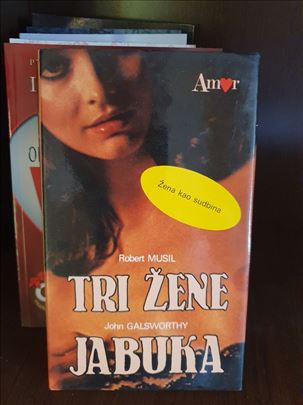 Amor
Žena kao sudbina
Robert MUSIL
TRI ŽENE
John GALSWORTHY
JABUKA